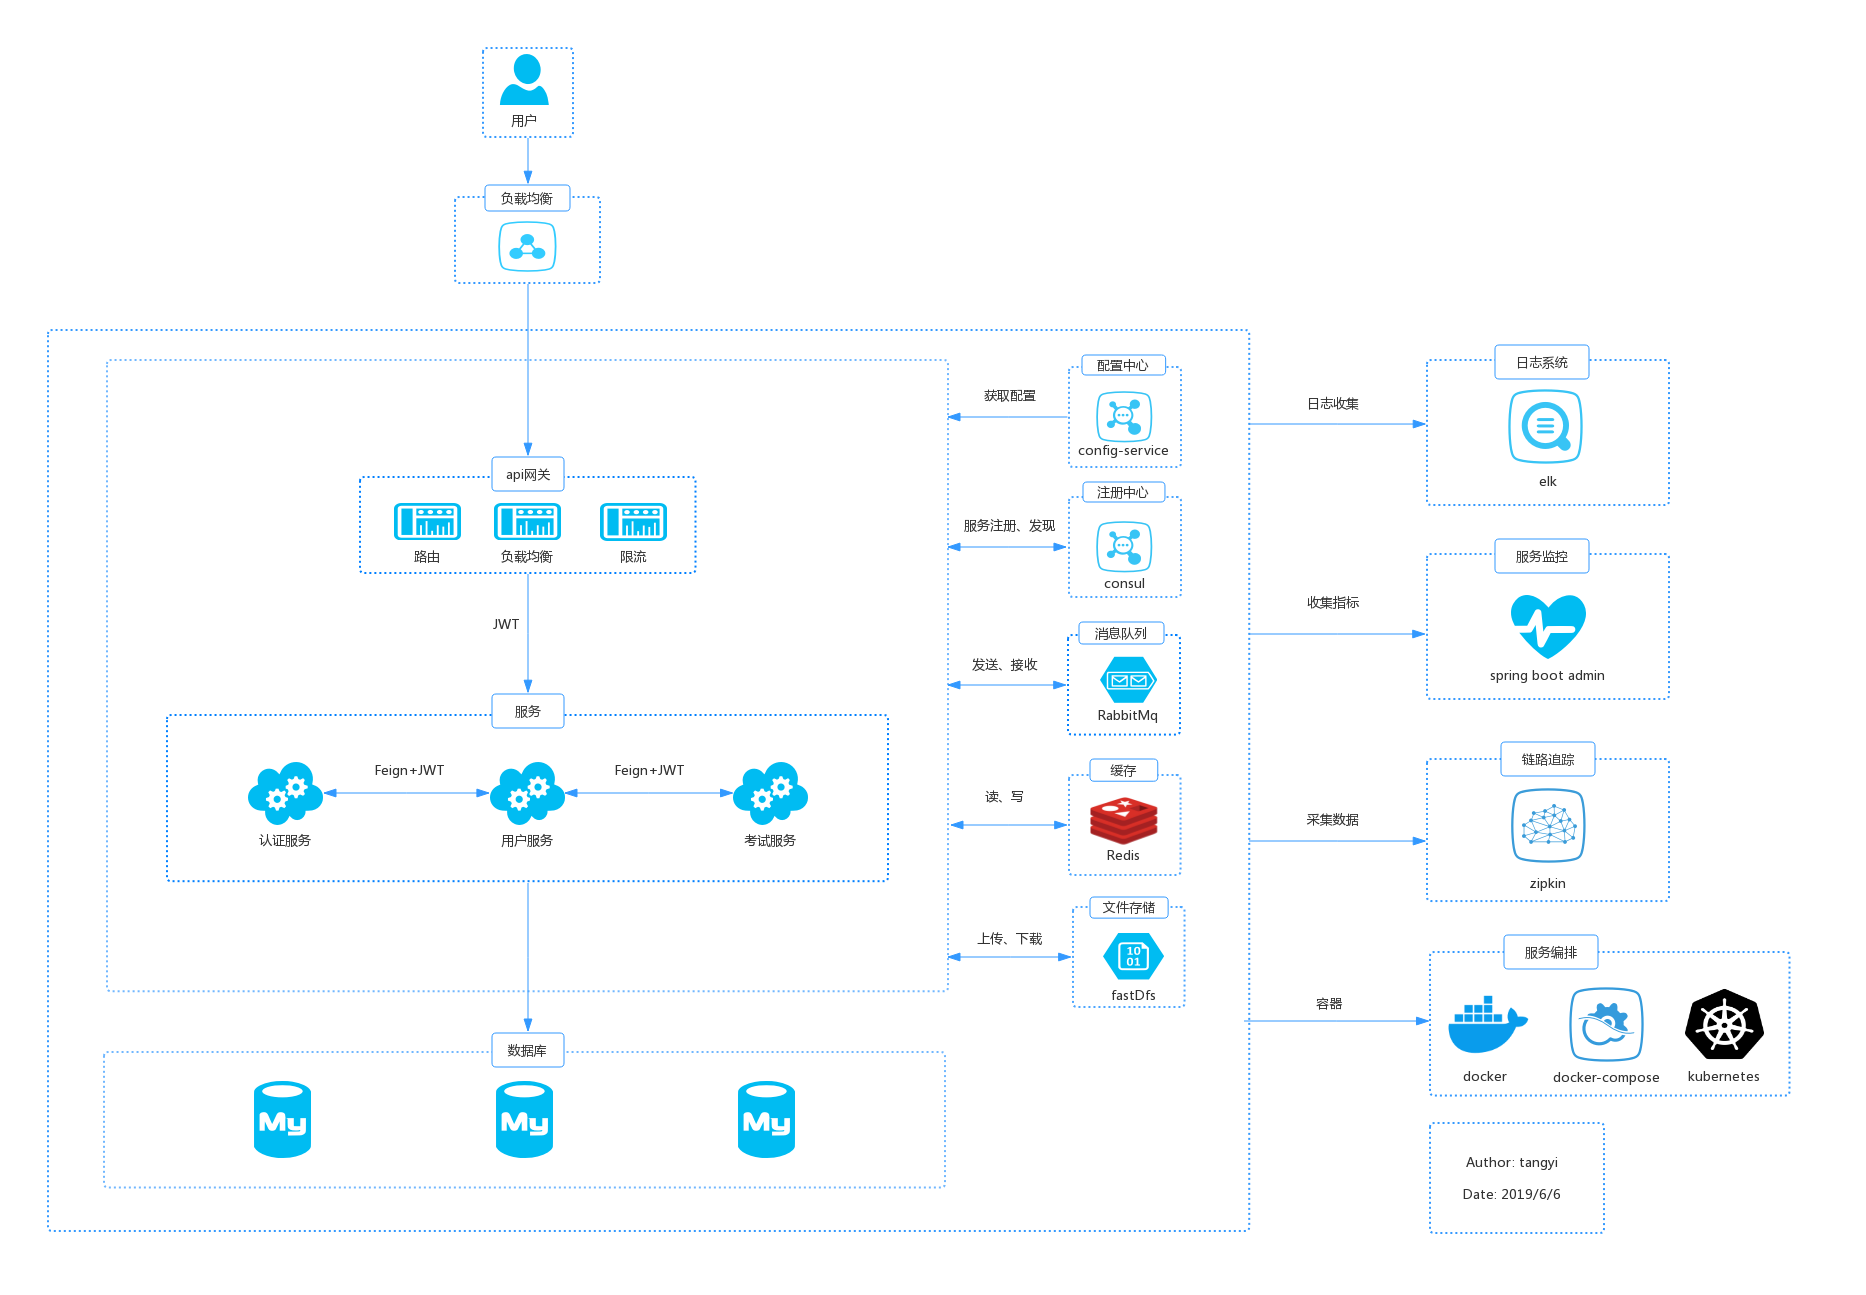 用户
负载均衡
api网关
路由
负载均衡
限流
JWT
服务
Feign+JWT
Feign+JWT
认证服务
用户服务
考试服务
数据库
My
My
My
获取配置
配置中心
config-service
服务注册、发现
注册中心
consul
发送、接收
消息队列
RabbitMq
读、写
缓存
Redis
上传、下载
文件存储
10
01
fastDfs
日志收集
日志系统
elk
收集指标
服务监控
spring boot admin
采集数据
链路追踪
zipkin
容器
服务编排
docker
docker-compose
kubernetes
Author: tangyi
Date: 2019/6/6